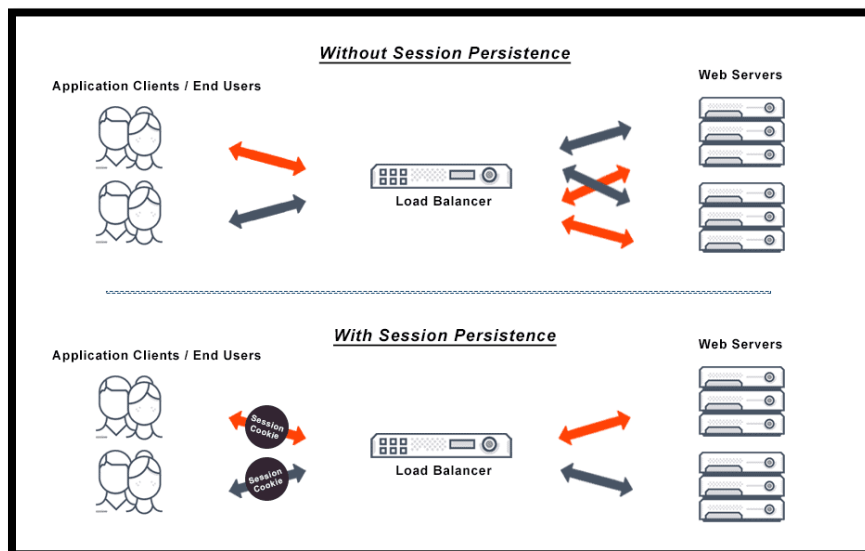 Without Session Persistence
Application Clients / End Users
Web Servers
Load Balancer
With Session Persistence
Application Clients / End Users
Web Servers
Session
Cookie
Load Balancer
Session
Cookie